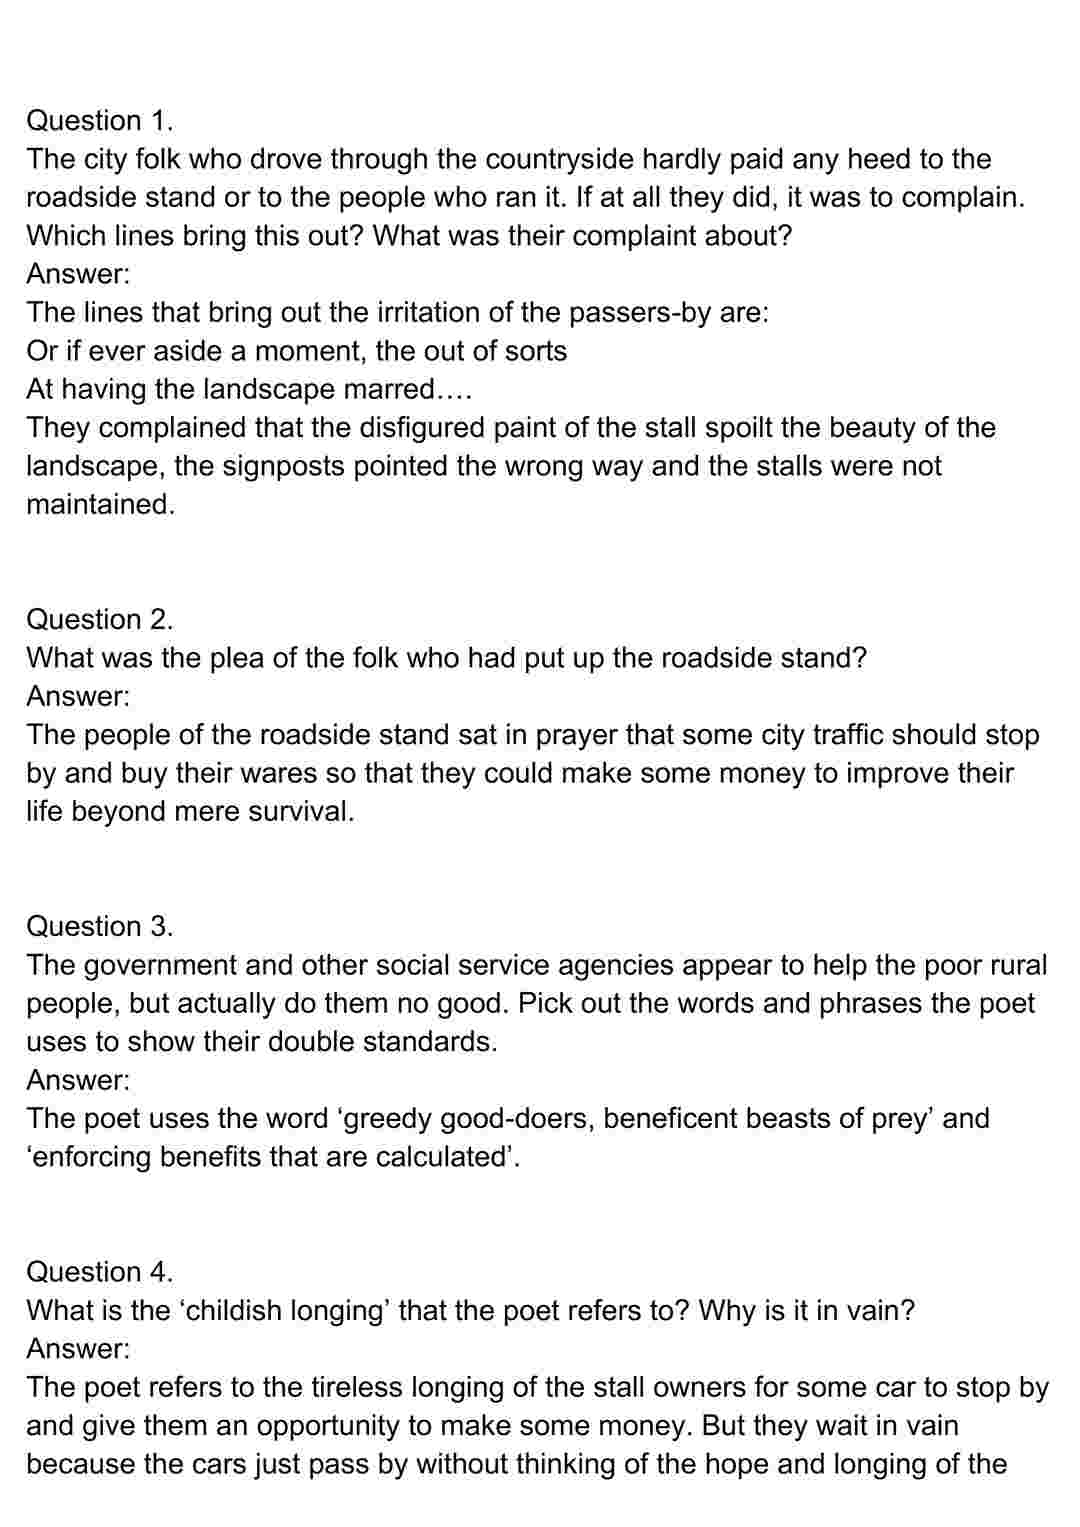 Question 1.
The city folk who drove through the countryside hardly paid any heed to the
roadside stand or to the people who ran it. If at all they did, it was to complain.
Which lines bring this out? What was their complaint about?
Answer:
The lines that bring out the irritation of the passers-by are:
Or if ever aside a moment, the out of sorts
At having the landscape marred….
They complained that the disfigured paint of the stall spoilt the beauty of the
landscape, the signposts pointed the wrong way and the stalls were not
maintained.
Question 2.
What was the plea of the folk who had put up the roadside stand?
Answer:
The people of the roadside stand sat in prayer that some city traffic should stop
by and buy their wares so that they could make some money to improve their
life beyond mere survival.
Question 3.
The government and other social service agencies appear to help the poor rural
people, but actually do them no good. Pick out the words and phrases the poet
uses to show their double standards.
Answer:
The poet uses the word ‘greedy good-doers, beneficent beasts of prey’ and
‘enforcing benefits that are calculated’.
Question 4.
What is the ‘childish longing’ that the poet refers to? Why is it in vain?
Answer:
The poet refers to the tireless longing of the stall owners for some car to stop by
and give them an opportunity to make some money. But they wait in vain
because the cars just pass by without thinking of the hope and longing of the